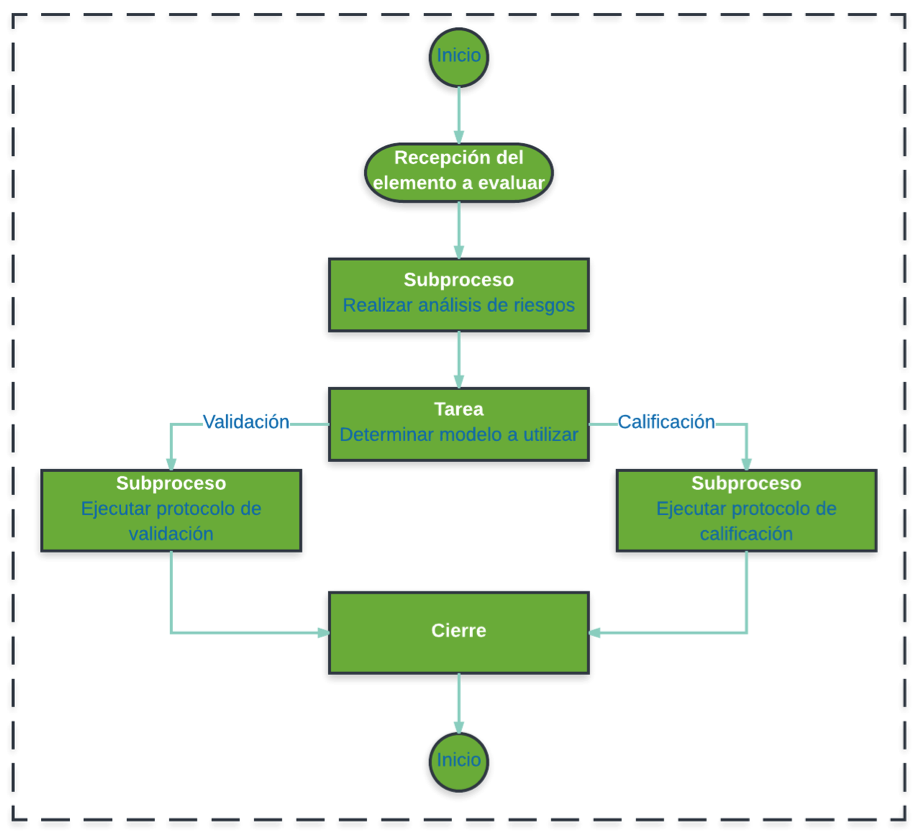 Inicio
Recepción del
elemento a evaluar
Subproceso
Realizar análisis de riesgos
Tarea
Determinar modelo a utilizar
Validación
Calificación
Subproceso
Ejecutar protocolo de
validación
Subproceso
Ejecutar protocolo de
calificación
Cierre
Inicio